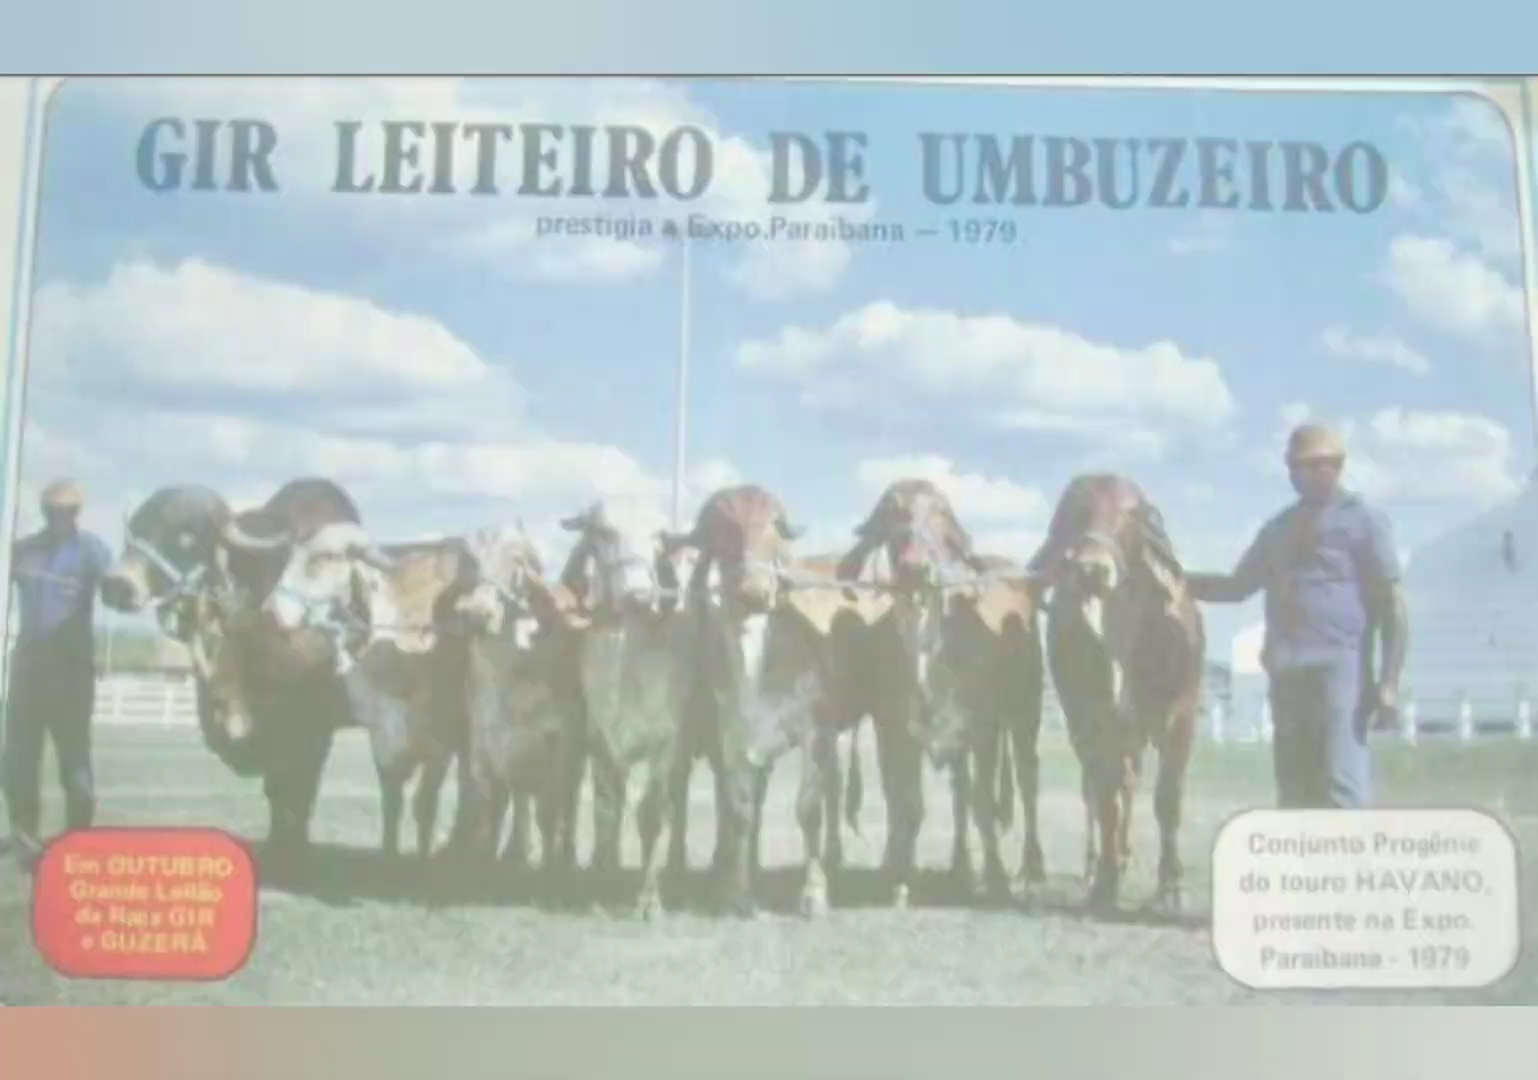 GIR LEITEIRO DE UMBUZEIRO
prestigia a Expo.Paraibana — 1979
Em OUTUBRO
Grande Leilão
da Raça GIR
e GUZERÁ
Conjunto Progênie
do touro HAVANO,
presente na Expo.
Paraibana - 1979